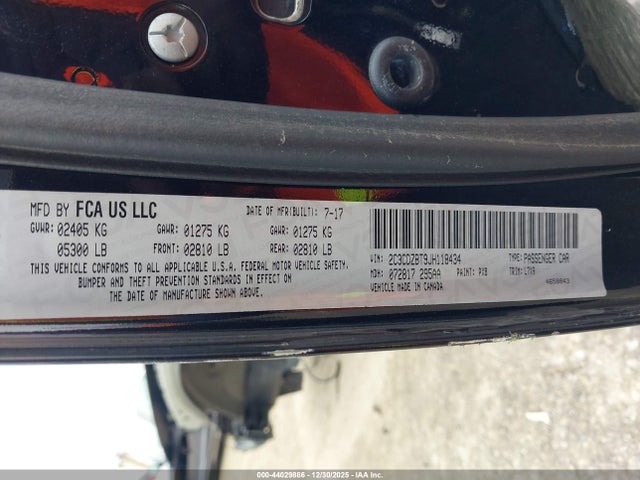 MFD BY FCA US LLC DATE OF MFR(BUILT): 7-17
GVWR: 02405 KG GAWR: 01275 KG GAWR: 01275 KG
05300 LB FRONT: 02810 LB REAR: 02810 LB
THIS VEHICLE CONFORMS TO ALL APPLICABLE U.S.A. FEDERAL MOTOR VEHICLE SAFETY,
BUMPER AND THEFT PREVENTION STANDARDS IN EFFECT ON
THE DATE OF MANUFACTURE SHOWN ABOVE.
VIN: 2C3CDZBT9JH118434 TYPE: PASSENGER CAR
MDH: 072817 295AA PAINT: PX8 TRIM: L7X9
VEHICLE MADE IN CANADA 4658843
000-44029886 - 12/30/2025 - IAA Inc.